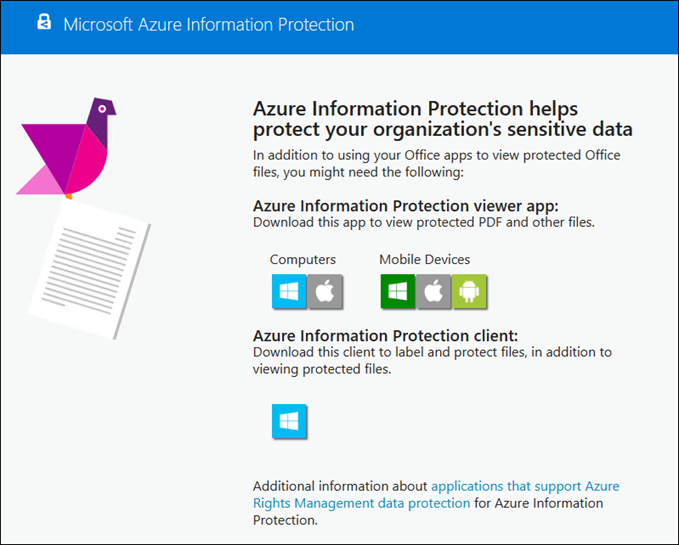 Microsoft Azure Information Protection
Azure Information Protection helps
protect your organization's sensitive data
In addition to using your Office apps to view protected Office
files, you might need the following:
Azure Information Protection viewer app:
Download this app to view protected PDF and other files.
Computers
Mobile Devices
Azure Information Protection client:
Download this client to label and protect files, in addition to
viewing protected files.
Additional information about applications that support Azure
Rights Management data protection for Azure Information
Protection.